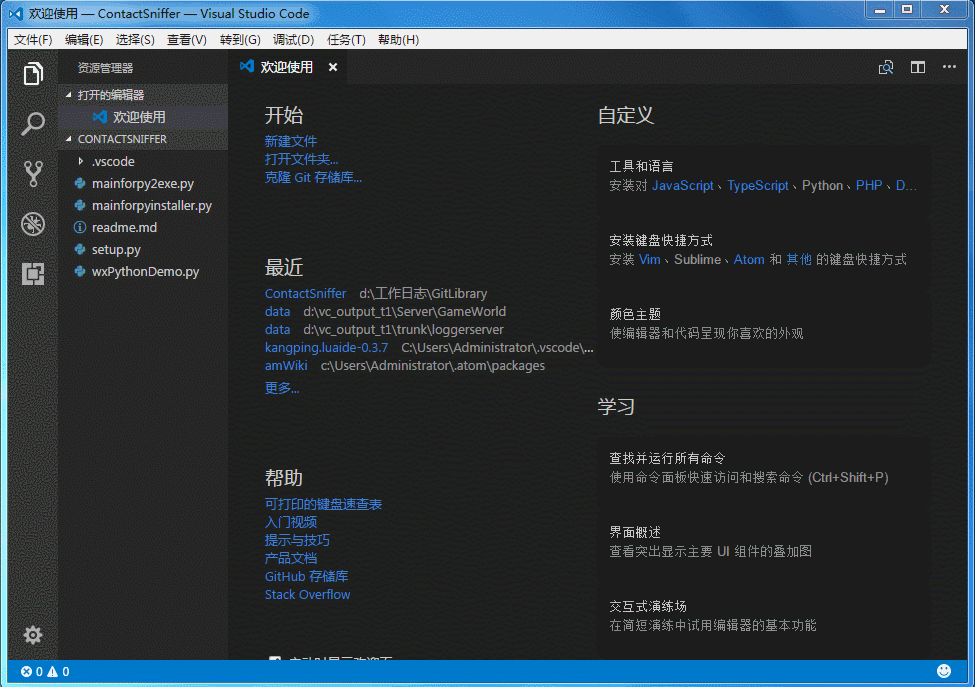 欢迎使用 — ContactSniffer — Visual Studio Code
文件(F) 编辑(E) 选择(S) 查看(V) 转到(G) 调试(D) 任务(T) 帮助(H)
资源管理器
打开的编辑器
欢迎使用
CONTACTSNIFFER
.vscode
mainforpy2exe.py
mainforpyinstaller.py
readme.md
setup.py
wxPythonDemo.py
欢迎使用
开始
新建文件
打开文件夹...
克隆 Git 存储库...
最近
ContactSniffer d:\工作日志\GitLibrary
data d:\vc_output_t1\Server\GameWorld
data d:\vc_output_t1\trunk\loggerserver
kangping.luaide-0.3.7 C:\Users\Administrator\.vscode\...
amWiki c:\Users\Administrator\.atom\packages
更多...
帮助
可打印的键盘速查表
入门视频
提示与技巧
产品文档
GitHub 存储库
Stack Overflow
自定义
工具和语言
安装对 JavaScript、TypeScript、Python、PHP、D...
安装键盘快捷方式
安装 Vim、Sublime、Atom 和 其他 的键盘快捷方式
颜色主题
使编辑器和代码呈现你喜欢的外观
学习
查找并运行所有命令
使用命令面板快速访问和搜索命令 (Ctrl+Shift+P)
界面概述
查看突出显示主要 UI 组件的叠加图
交互式演练场
在简短演练中试用编辑器的基本功能
0 0